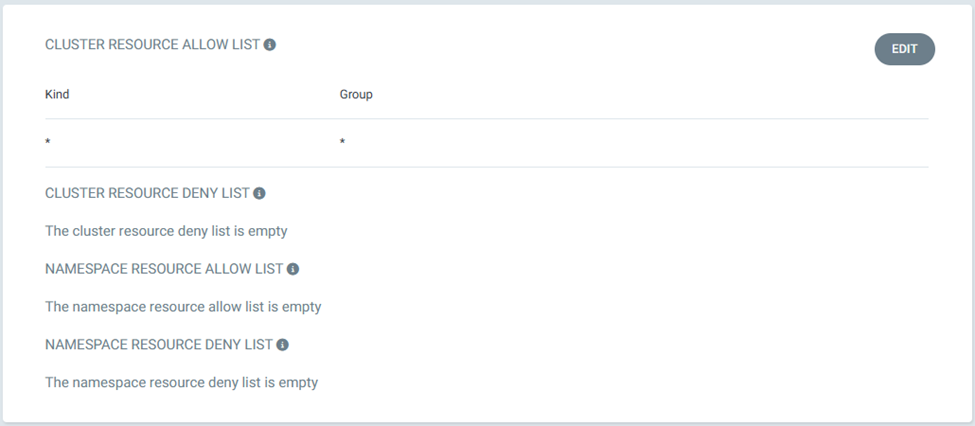 CLUSTER RESOURCE ALLOW LIST
EDIT
Kind Group
* *
CLUSTER RESOURCE DENY LIST
The cluster resource deny list is empty
NAMESPACE RESOURCE ALLOW LIST
The namespace resource allow list is empty
NAMESPACE RESOURCE DENY LIST
The namespace resource deny list is empty